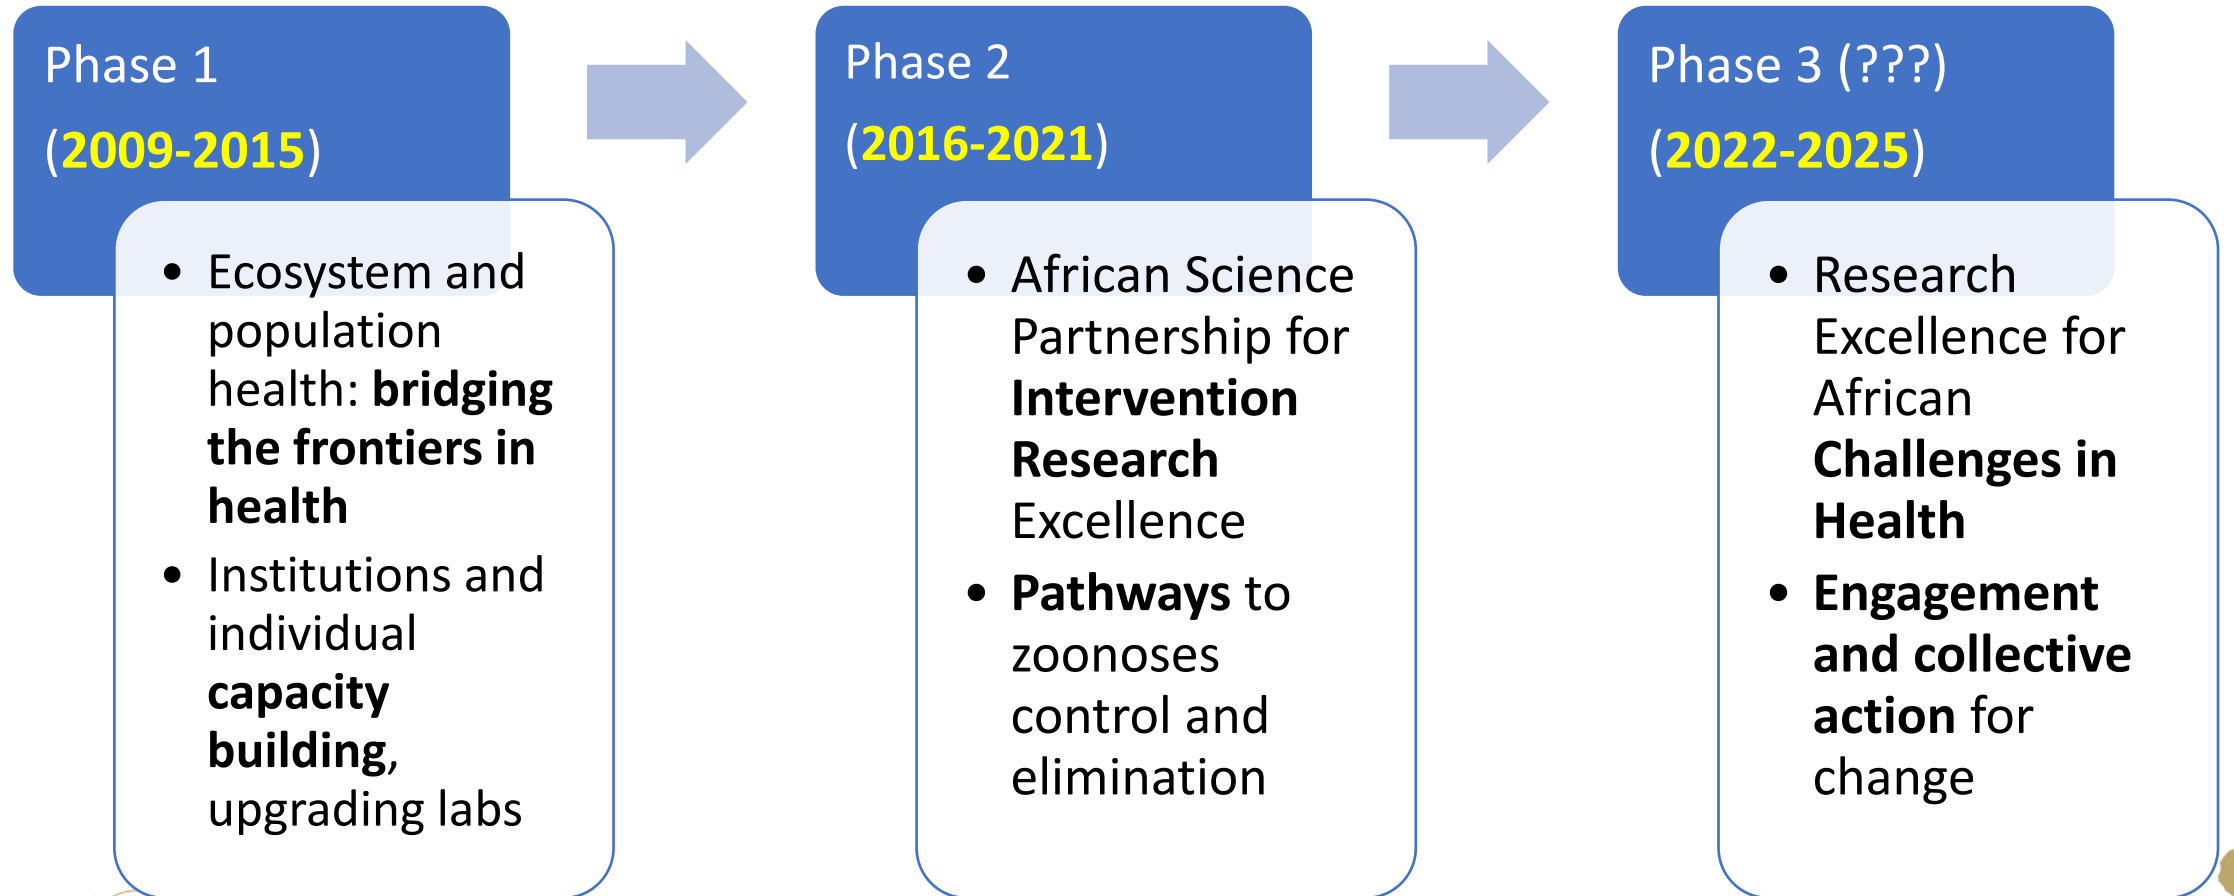 Phase 1
(2009-2015)
• Ecosystem and
population
health: bridging
the frontiers in
health
• Institutions and
individual
capacity
building,
upgrading labs
Phase 2
(2016-2021)
• African Science
Partnership for
Intervention
Research
Excellence
• Pathways to
zoonoses
control and
elimination
Phase 3 (???)
(2022-2025)
• Research
Excellence for
African
Challenges in
Health
• Engagement
and collective
action for
change